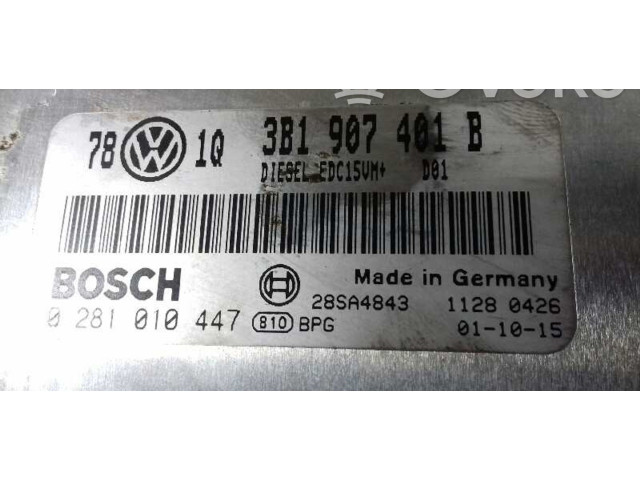 78 VW 1Q 3B1 907 401 B
DIESEL EDC15VM+ D01
BOSCH Made in Germany
28SA4843 1128 0426
0 281 010 447 810 BPG 01-10-15